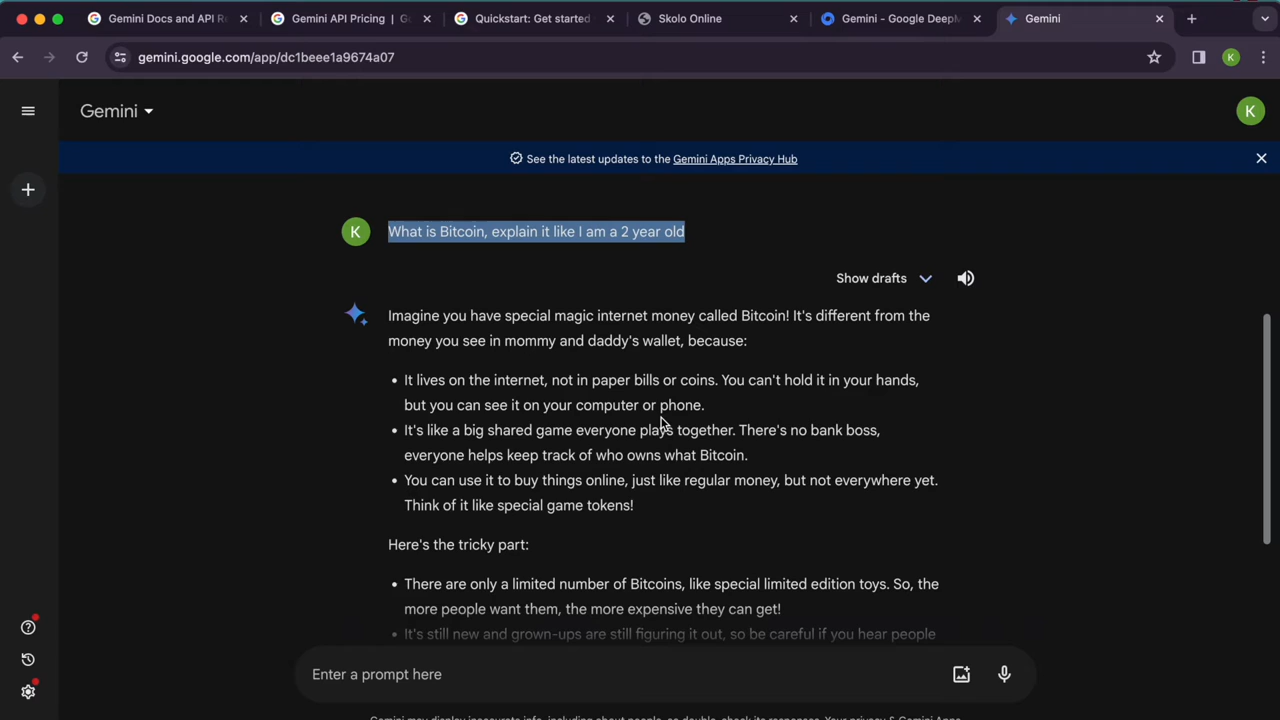 Gemini Docs and API Re
Gemini API Pricing | Go
Quickstart: Get started
Skolo Online
Gemini - Google DeepM
Gemini
gemini.google.com/app/dc1beee1a9674a07
K
Gemini
K
See the latest updates to the Gemini Apps Privacy Hub
K
What is Bitcoin, explain it like I am a 2 year old
Show drafts
Imagine you have special magic internet money called Bitcoin! It's different from the
money you see in mommy and daddy's wallet, because:
• It lives on the internet, not in paper bills or coins. You can't hold it in your hands,
but you can see it on your computer or phone.
• It's like a big shared game everyone plays together. There's no bank boss,
everyone helps keep track of who owns what Bitcoin.
• You can use it to buy things online, just like regular money, but not everywhere yet.
Think of it like special game tokens!
Here's the tricky part:
• There are only a limited number of Bitcoins, like special limited edition toys. So, the
more people want them, the more expensive they can get!
• It's still new and grown-ups are still figuring it out, so be careful if you hear people
Enter a prompt here
Gemini may display inaccurate info, including about people, so double-check its responses. Your privacy & Gemini Apps